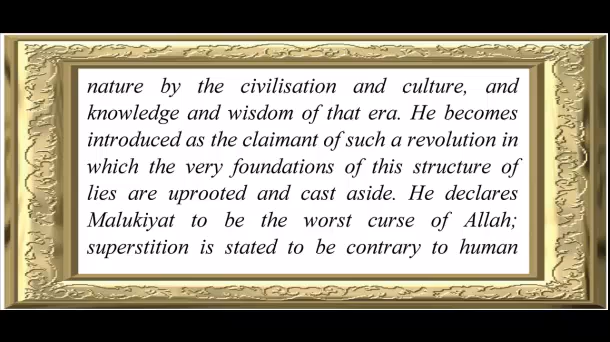 nature by the civilisation and culture, and
knowledge and wisdom of that era. He becomes
introduced as the claimant of such a revolution in
which the very foundations of this structure of
lies are uprooted and cast aside. He declares
Malukiyat to be the worst curse of Allah;
superstition is stated to be contrary to human